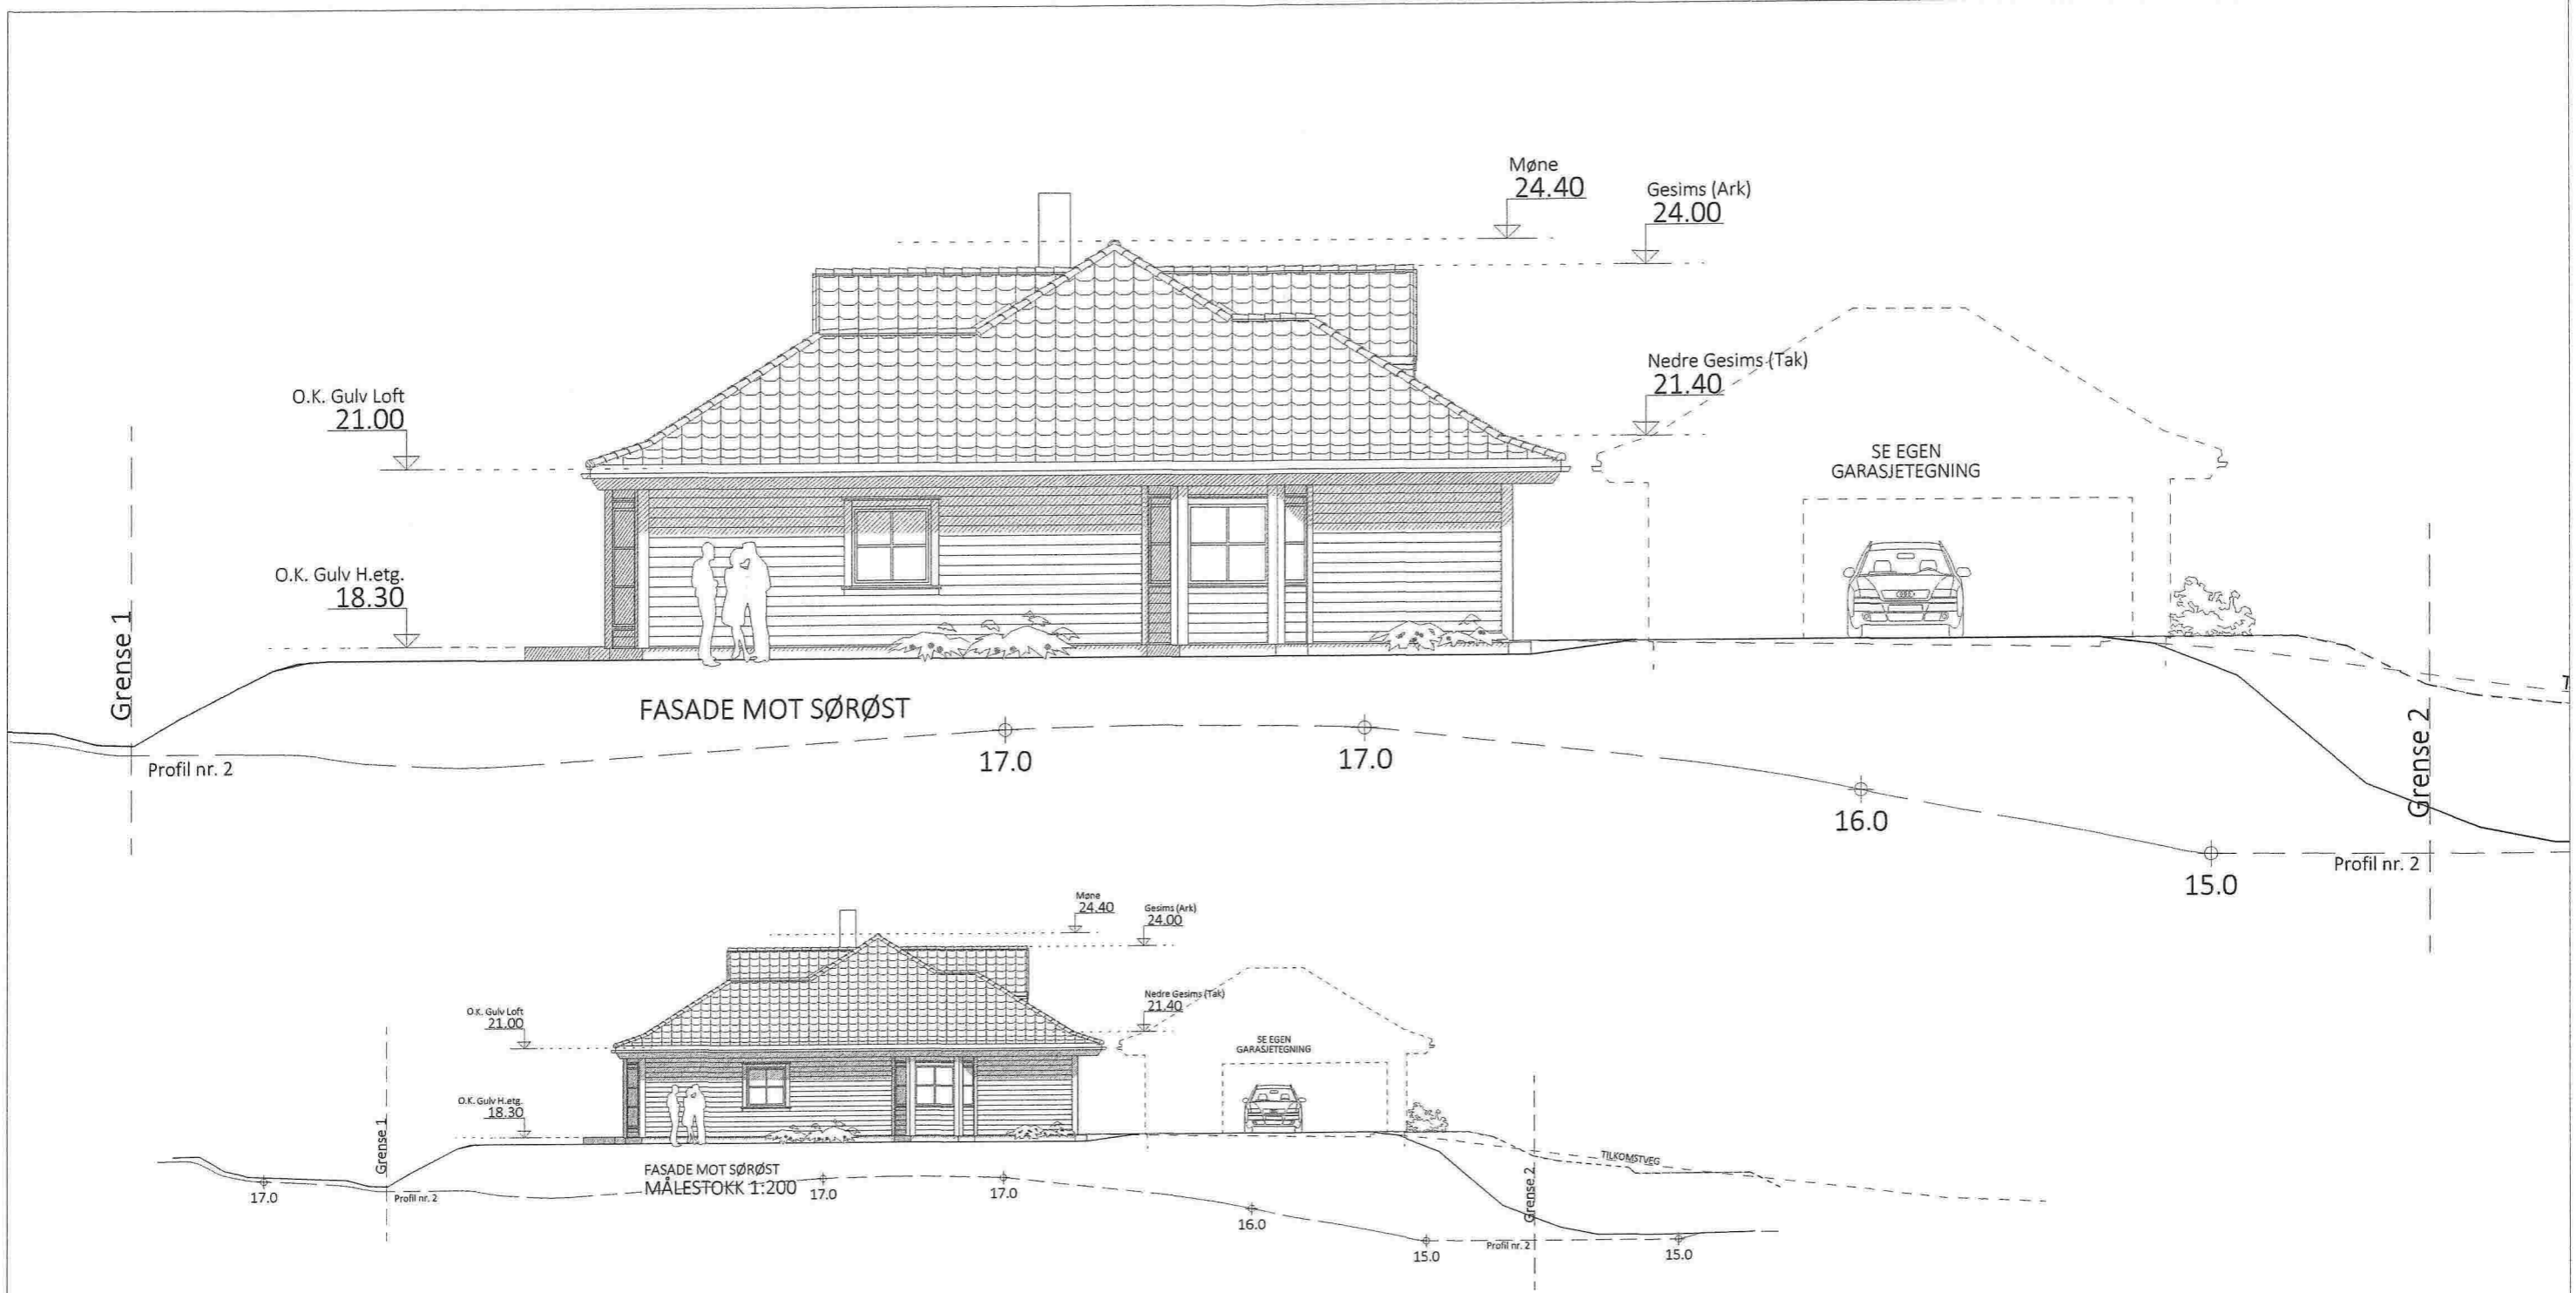 Møne
24.40
Gesims (Ark)
24.00
Nedre Gesims (Tak)
21.40
O.K. Gulv Loft
21.00
SE EGEN
GARASJETEGNING
O.K. Gulv H.etg.
18.30
Grense 1
FASADE MOT SØRØST
Profil nr. 2
17.0
17.0
16.0
15.0
Grense 2
Profil nr. 2
Møne
24.40
Gesims (Ark)
24.00
Nedre Gesims (Tak)
21.40
O.K. Gulv Loft
21.00
SE EGEN
GARASJETEGNING
O.K. Gulv H.etg.
18.30
Grense 1
FASADE MOT SØRØST
MÅLESTOKK 1:200
TILKOMSTVEG
17.0
Profil nr. 2
17.0
17.0
16.0
15.0
Grense 2
Profil nr. 2
15.0